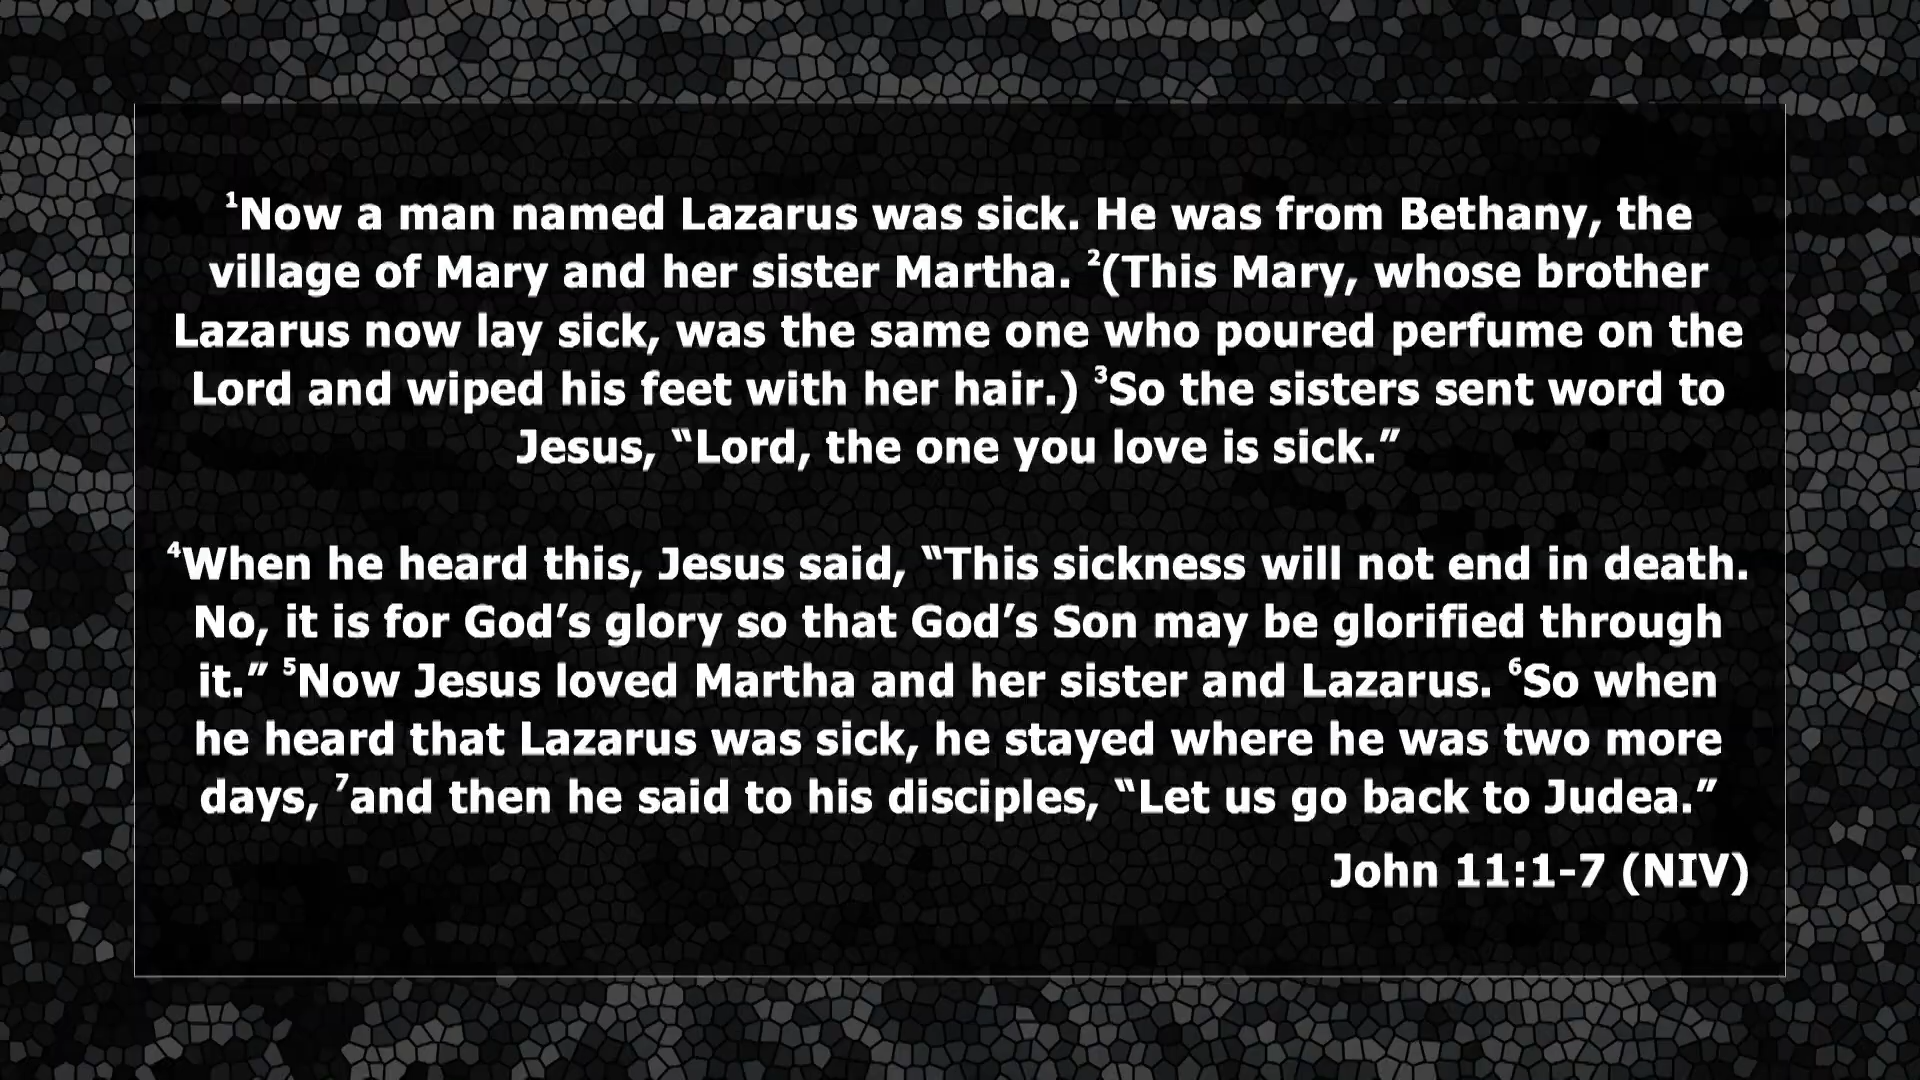 ¹Now a man named Lazarus was sick. He was from Bethany, the
village of Mary and her sister Martha. ²(This Mary, whose brother
Lazarus now lay sick, was the same one who poured perfume on the
Lord and wiped his feet with her hair.) ³So the sisters sent word to
Jesus, “Lord, the one you love is sick.”
⁴When he heard this, Jesus said, “This sickness will not end in death.
No, it is for God’s glory so that God’s Son may be glorified through
it.” ⁵Now Jesus loved Martha and her sister and Lazarus. ⁶So when
he heard that Lazarus was sick, he stayed where he was two more
days, ⁷and then he said to his disciples, “Let us go back to Judea.”
John 11:1-7 (NIV)